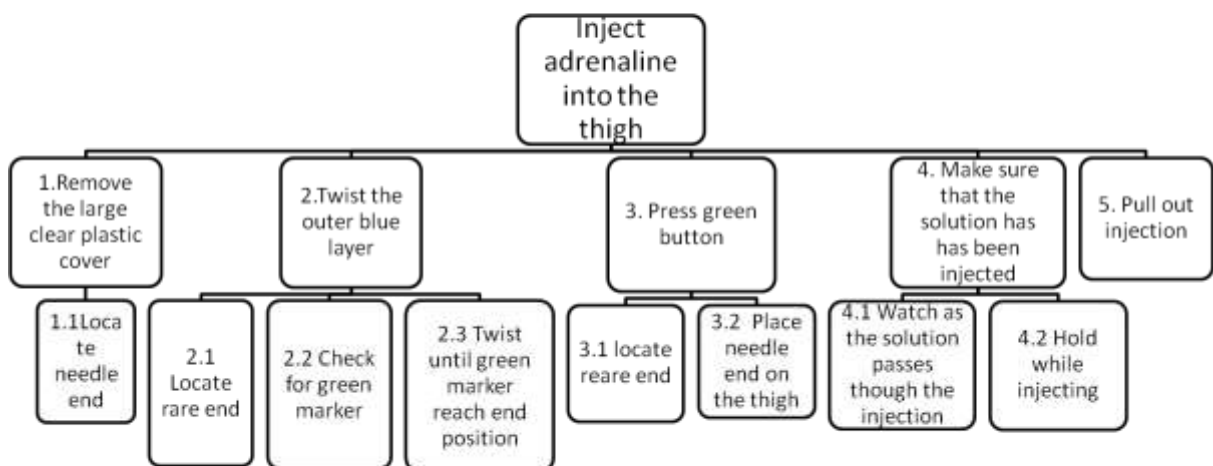 Inject
adrenaline
into the
thigh
1.Remove
the large
clear plastic
cover
2.Twist the
outer blue
layer
3. Press green
button
4. Make sure
that the
solution has
has been
injected
5. Pull out
injection
1.1Loca
te
needle
end
2.1
Locate
rare end
2.2 Check
for green
marker
2.3 Twist
until green
marker
reach end
position
3.1 locate
reare end
3.2 Place
needle
end on
the thigh
4.1 Watch as
the solution
passes
though the
injection
4.2 Hold
while
injecting